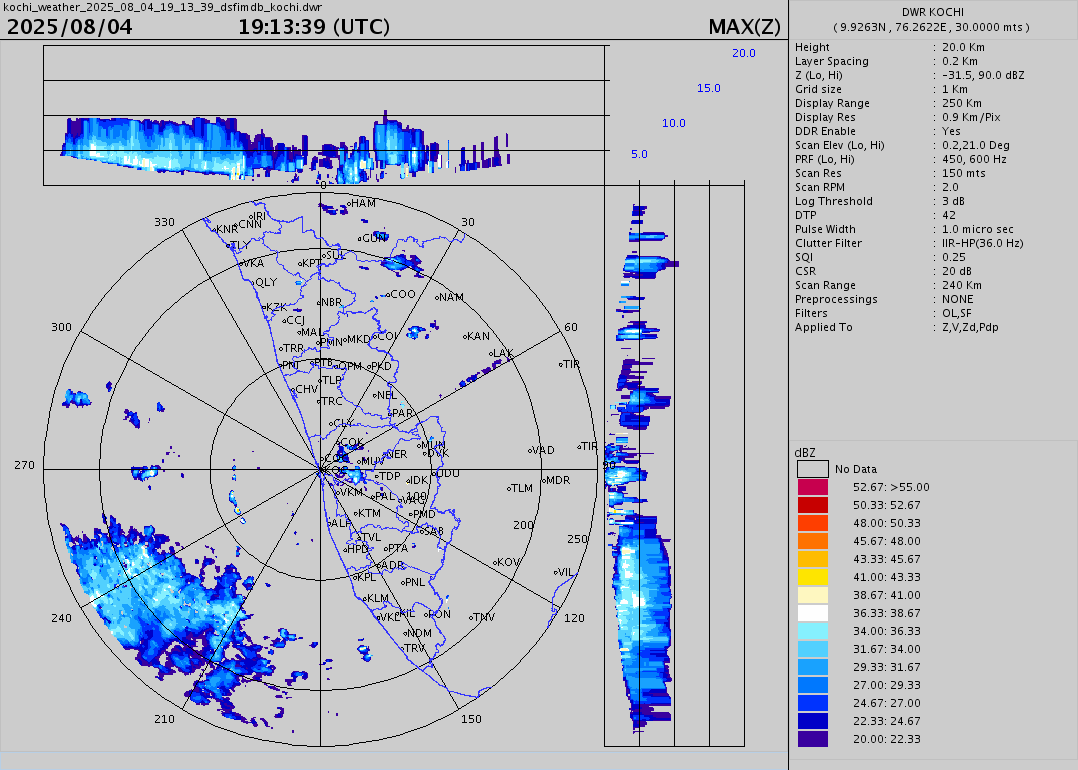 kochi_weather_2025_08_04_19_13_39_dsfimdb_kochi.dwr
2025/08/04 19:13:39 (UTC) MAX(Z)
20.0
15.0
10.0
5.0
DWR KOCHI
( 9.9263N , 76.2622E , 30.0000 mts )
Height : 20.0 Km
Layer Spacing : 0.2 Km
Z (Lo, Hi) : -31.5, 90.0 dBZ
Grid size : 1 Km
Display Range : 250 Km
Display Res : 0.9 Km/Pix
DDR Enable : Yes
Scan Elev (Lo, Hi) : 0.2,21.0 Deg
PRF (Lo, Hi) : 450, 600 Hz
Scan Res : 150 mts
Scan RPM : 2.0
Log Threshold : 3 dB
DTP : 42
Pulse Width : 1.0 micro sec
Clutter Filter : IIR-HP(36.0 Hz)
SQI : 0.25
CSR : 20 dB
Scan Range : 240 Km
Preprocessings : NONE
Filters : OL,SF
Applied To : Z,V,Zd,Pdp
0
HAM
IRI
330
CNN
30
KNR
GUN
TLY
SUL
VKA
KPT
QLY
COO
NAM
NBR
KZK
CCJ
300
60
MAL
KAN
PMN
MKD
COI
TRR
LAK
PTB
TIR
PNJ
OPM
PKD
TLP
CHV
NEL
TRC
PAR
CLY
COK
MUN
TIR
VAD
NER
DVK
MUV
270
90
IDU
TDP
IDK
MDR
TLM
VKM
PAL
100
VAG
KTM
PMD
ALP
200
SAB
TVL
250
HPD
PTA
ADR
KOV
VIL
KPL
PNL
KLM
240
KIL
PON
VKL
TNV
120
NDM
TRV
210
150
dBZ
No Data
52.67: >55.00
50.33: 52.67
48.00: 50.33
45.67: 48.00
43.33: 45.67
41.00: 43.33
38.67: 41.00
36.33: 38.67
34.00: 36.33
31.67: 34.00
29.33: 31.67
27.00: 29.33
24.67: 27.00
22.33: 24.67
20.00: 22.33